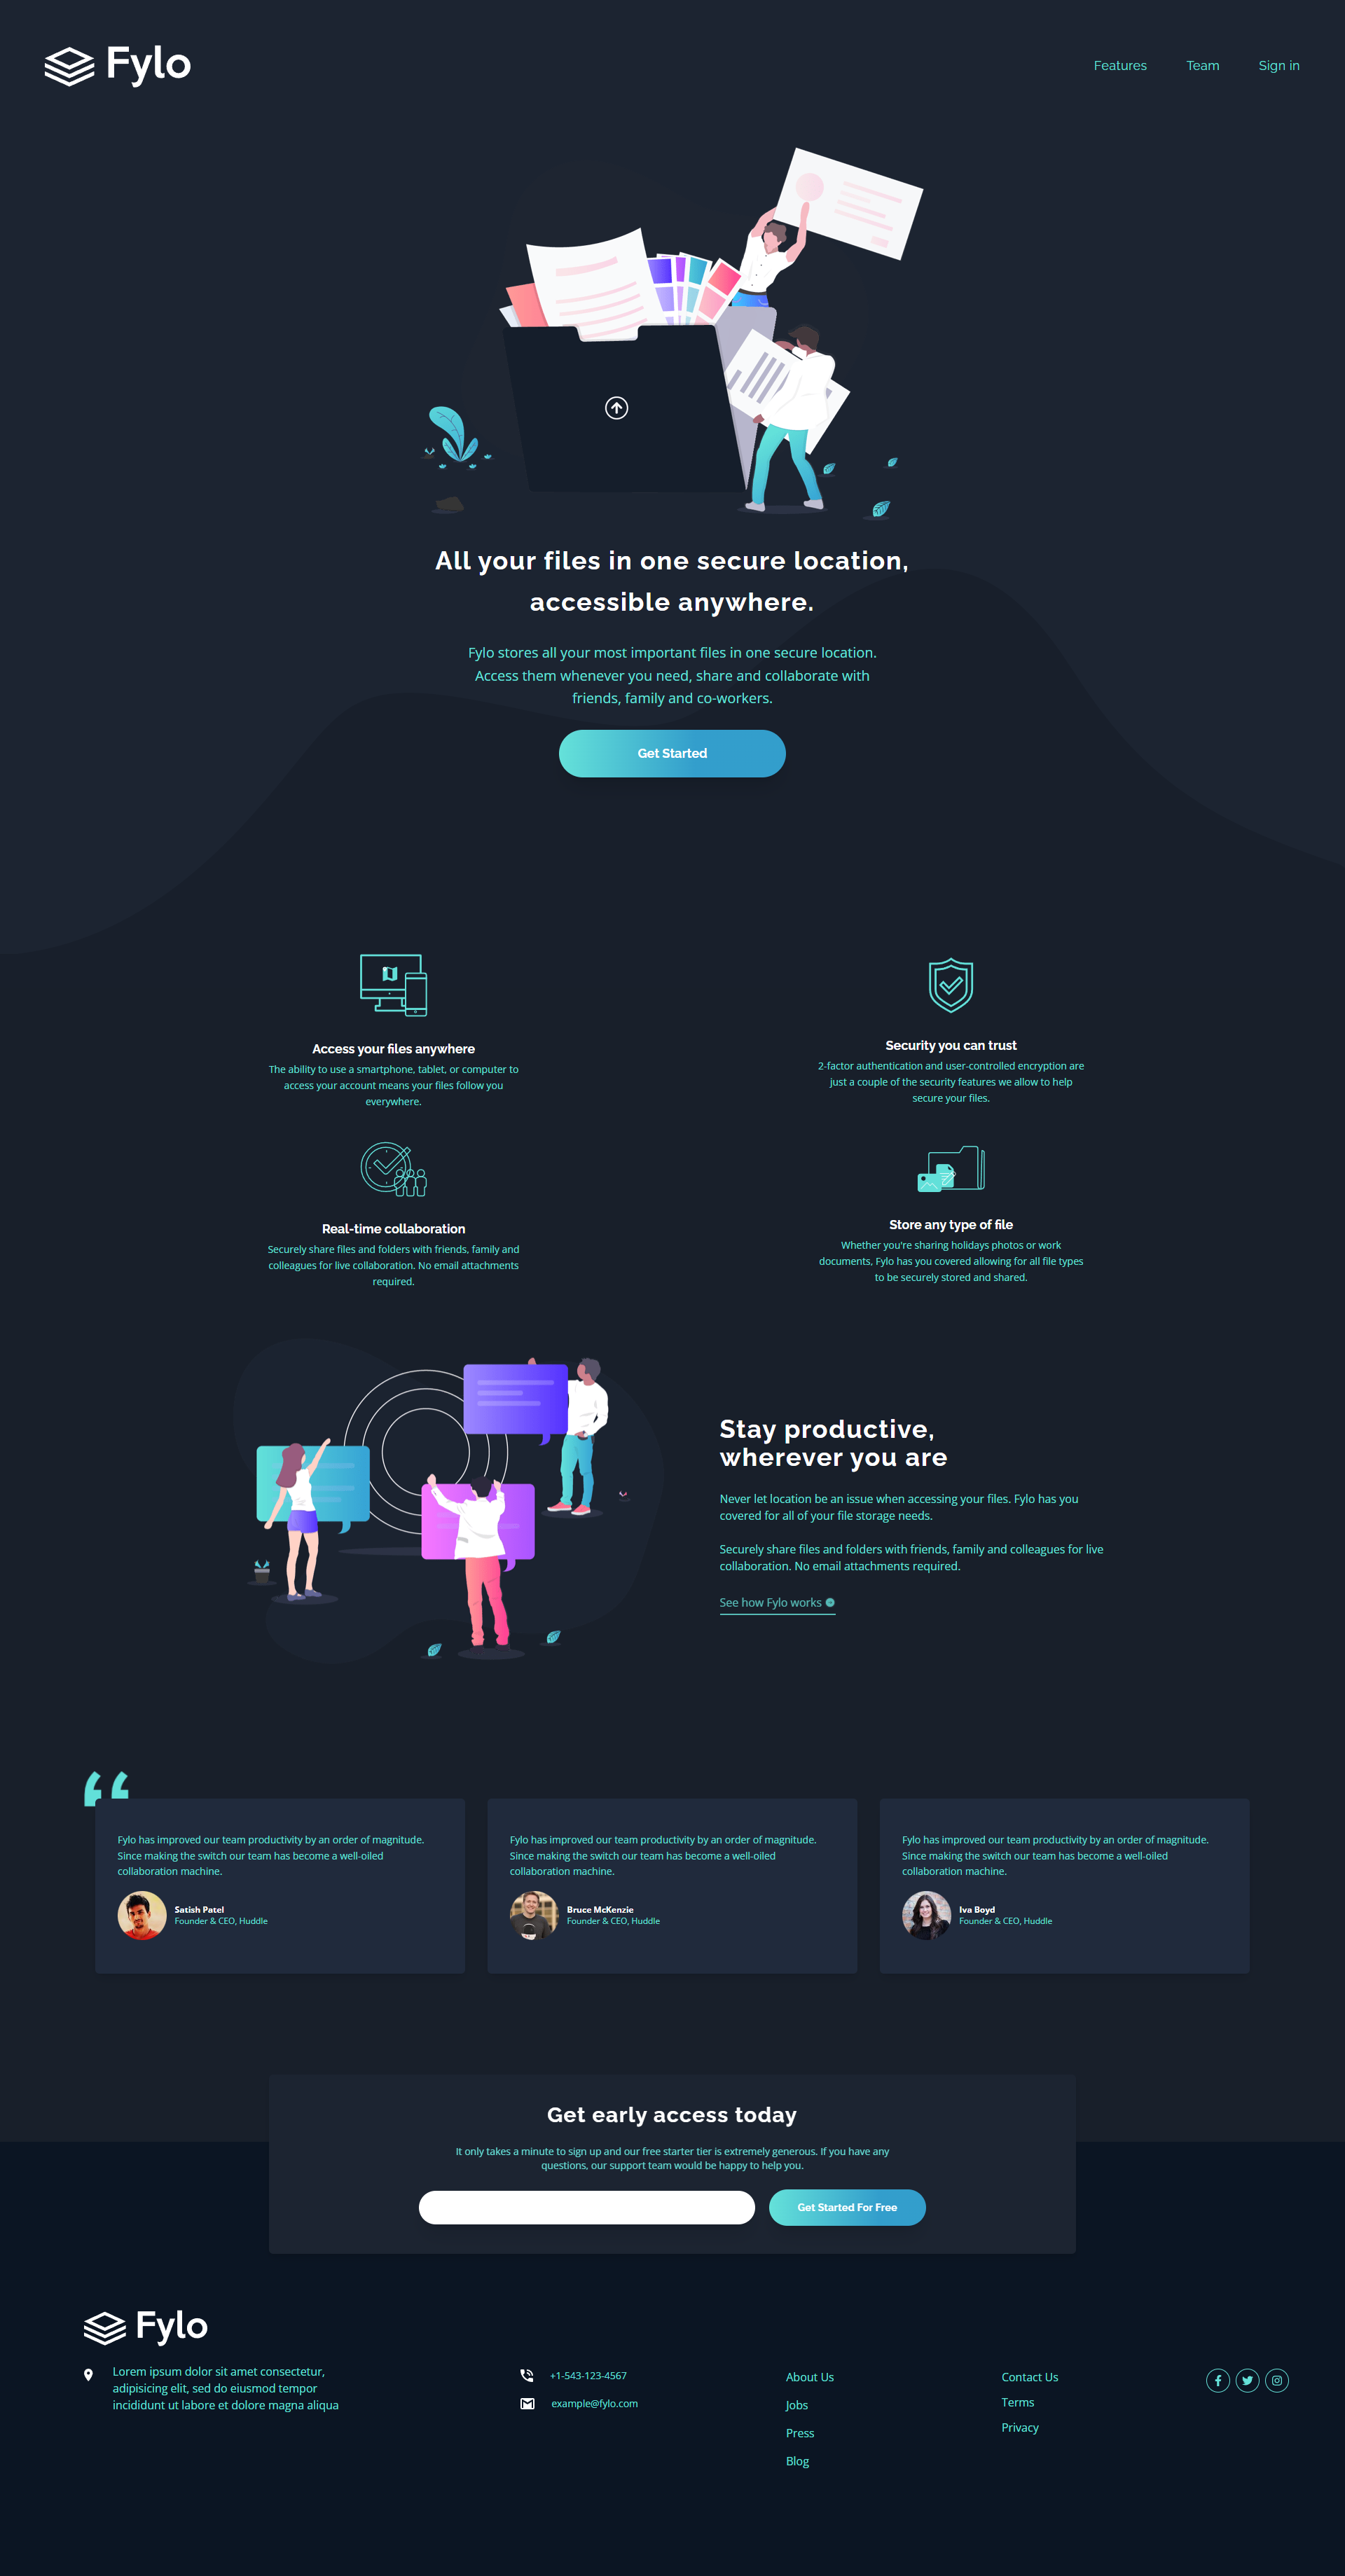 Fylo
Features
Team
Sign in
All your files in one secure location,
accessible anywhere.
Fylo stores all your most important files in one secure location.
Access them whenever you need, share and collaborate with
friends, family and co-workers.
Get Started
Access your files anywhere
The ability to use a smartphone, tablet, or computer to
access your account means your files follow you
everywhere.
Security you can trust
2-factor authentication and user-controlled encryption are
just a couple of the security features we allow to help
secure your files.
Real-time collaboration
Securely share files and folders with friends, family and
colleagues for live collaboration. No email attachments
required.
Store any type of file
Whether you're sharing holidays photos or work
documents, Fylo has you covered allowing for all file types
to be securely stored and shared.
Stay productive,
wherever you are
Never let location be an issue when accessing your files. Fylo has you
covered for all of your file storage needs.
Securely share files and folders with friends, family and colleagues for live
collaboration. No email attachments required.
See how Fylo works
Fylo has improved our team productivity by an order of magnitude.
Since making the switch our team has become a well-oiled
collaboration machine.
Satish Patel
Founder & CEO, Huddle
Fylo has improved our team productivity by an order of magnitude.
Since making the switch our team has become a well-oiled
collaboration machine.
Bruce McKenzie
Founder & CEO, Huddle
Fylo has improved our team productivity by an order of magnitude.
Since making the switch our team has become a well-oiled
collaboration machine.
Iva Boyd
Founder & CEO, Huddle
Get early access today
It only takes a minute to sign up and our free starter tier is extremely generous. If you have any
questions, our support team would be happy to help you.
Get Started For Free
Fylo
Lorem ipsum dolor sit amet consectetur,
adipisicing elit, sed do eiusmod tempor
incididunt ut labore et dolore magna aliqua
+1-543-123-4567
example@fylo.com
About Us
Jobs
Press
Blog
Contact Us
Terms
Privacy